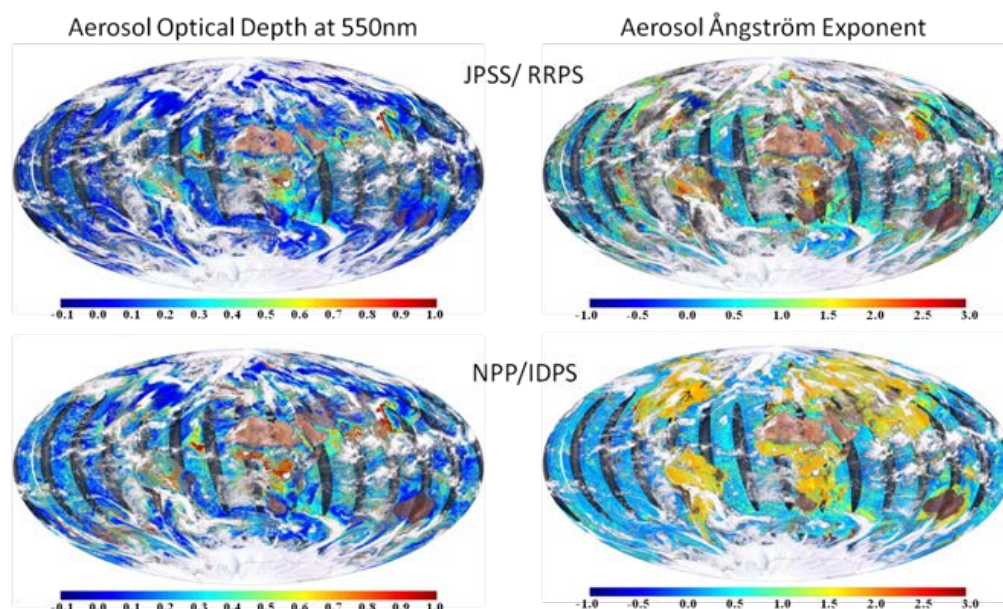 Aerosol Optical Depth at 550nm
Aerosol Ångström Exponent
JPSS/ RRPS
-0.1 0.0 0.1 0.2 0.3 0.4 0.5 0.6 0.7 0.8 0.9 1.0
-1.0 -0.5 0.0 0.5 1.0 1.5 2.0 2.5 3.0
NPP/IDPS
-0.1 0.0 0.1 0.2 0.3 0.4 0.5 0.6 0.7 0.8 0.9 1.0
-1.0 -0.5 0.0 0.5 1.0 1.5 2.0 2.5 3.0